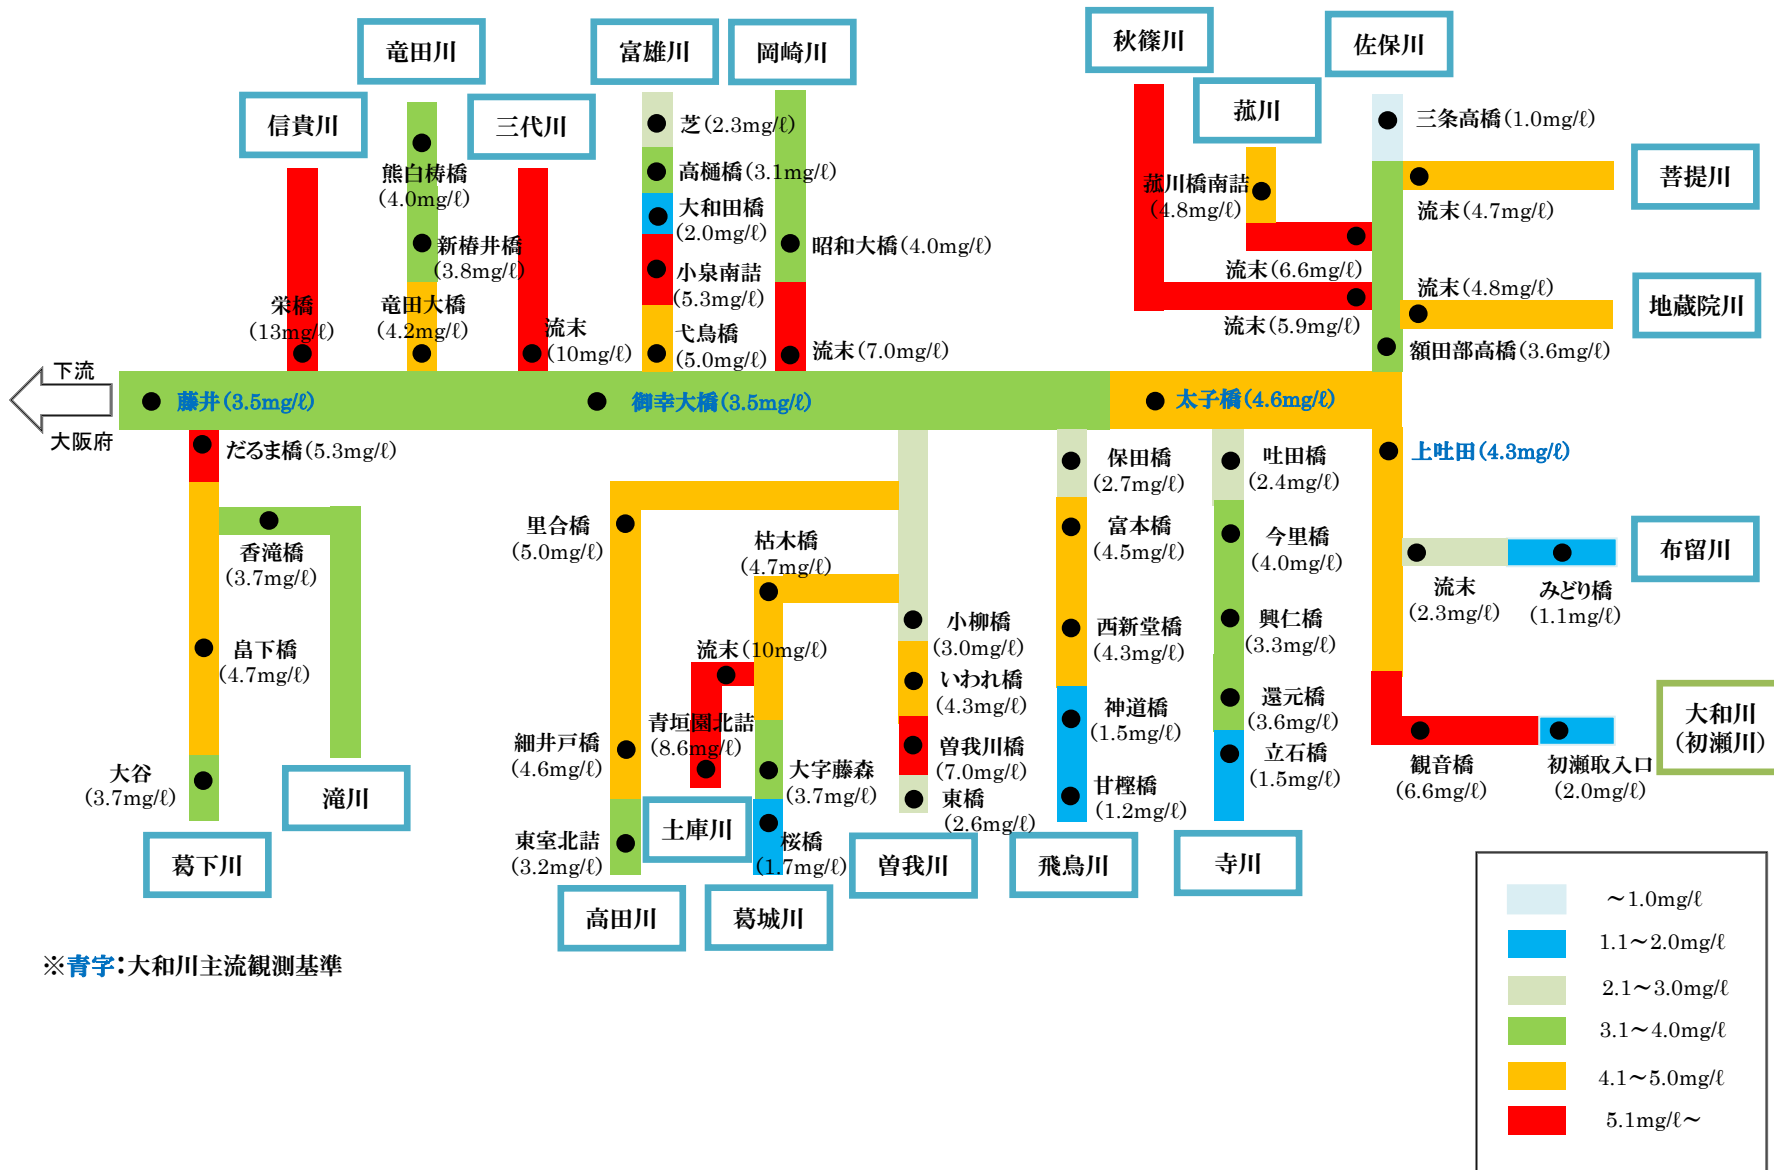 竜田川
富雄川
岡崎川
秋篠川
佐保川
信貴川
三代川
菰川
菩提川
地蔵院川
芝(2.3mg/ℓ)
高樋橋(3.1mg/ℓ)
大和田橋
(2.0mg/ℓ)
小泉南詰
(5.3mg/ℓ)
弋鳥橋
(5.0mg/ℓ)
熊白梼橋
(4.0mg/ℓ)
新椿井橋
(3.8mg/ℓ)
竜田大橋
(4.2mg/ℓ)
栄橋
(13mg/ℓ)
流末
(10mg/ℓ)
昭和大橋(4.0mg/ℓ)
流末(7.0mg/ℓ)
三条高橋(1.0mg/ℓ)
菰川橋南詰
(4.8mg/ℓ)
流末(4.7mg/ℓ)
流末(6.6mg/ℓ)
流末(4.8mg/ℓ)
流末(5.9mg/ℓ)
額田部高橋(3.6mg/ℓ)
下流
大阪府
藤井(3.5mg/ℓ)
御幸大橋(3.5mg/ℓ)
太子橋(4.6mg/ℓ)
上吐田(4.3mg/ℓ)
だるま橋(5.3mg/ℓ)
香滝橋
(3.7mg/ℓ)
畠下橋
(4.7mg/ℓ)
大谷
(3.7mg/ℓ)
葛下川
滝川
里合橋
(5.0mg/ℓ)
細井戸橋
(4.6mg/ℓ)
東室北詰
(3.2mg/ℓ)
高田川
枯木橋
(4.7mg/ℓ)
流末(10mg/ℓ)
青垣園北詰
(8.6mg/ℓ)
土庫川
大字藤森
(3.7mg/ℓ)
桜橋
(1.7mg/ℓ)
葛城川
小柳橋
(3.0mg/ℓ)
いわれ橋
(4.3mg/ℓ)
曽我川橋
(7.0mg/ℓ)
東橋
(2.6mg/ℓ)
曽我川
保田橋
(2.7mg/ℓ)
富本橋
(4.5mg/ℓ)
西新堂橋
(4.3mg/ℓ)
神道橋
(1.5mg/ℓ)
甘樫橋
(1.2mg/ℓ)
飛鳥川
吐田橋
(2.4mg/ℓ)
今里橋
(4.0mg/ℓ)
興仁橋
(3.3mg/ℓ)
還元橋
(3.6mg/ℓ)
立石橋
(1.5mg/ℓ)
寺川
布留川
流末
(2.3mg/ℓ)
みどり橋
(1.1mg/ℓ)
大和川
(初瀬川)
観音橋
(6.6mg/ℓ)
初瀬取入口
(2.0mg/ℓ)
※青字：大和川主流観測基準
～1.0mg/ℓ
1.1～2.0mg/ℓ
2.1～3.0mg/ℓ
3.1～4.0mg/ℓ
4.1～5.0mg/ℓ
5.1mg/ℓ～